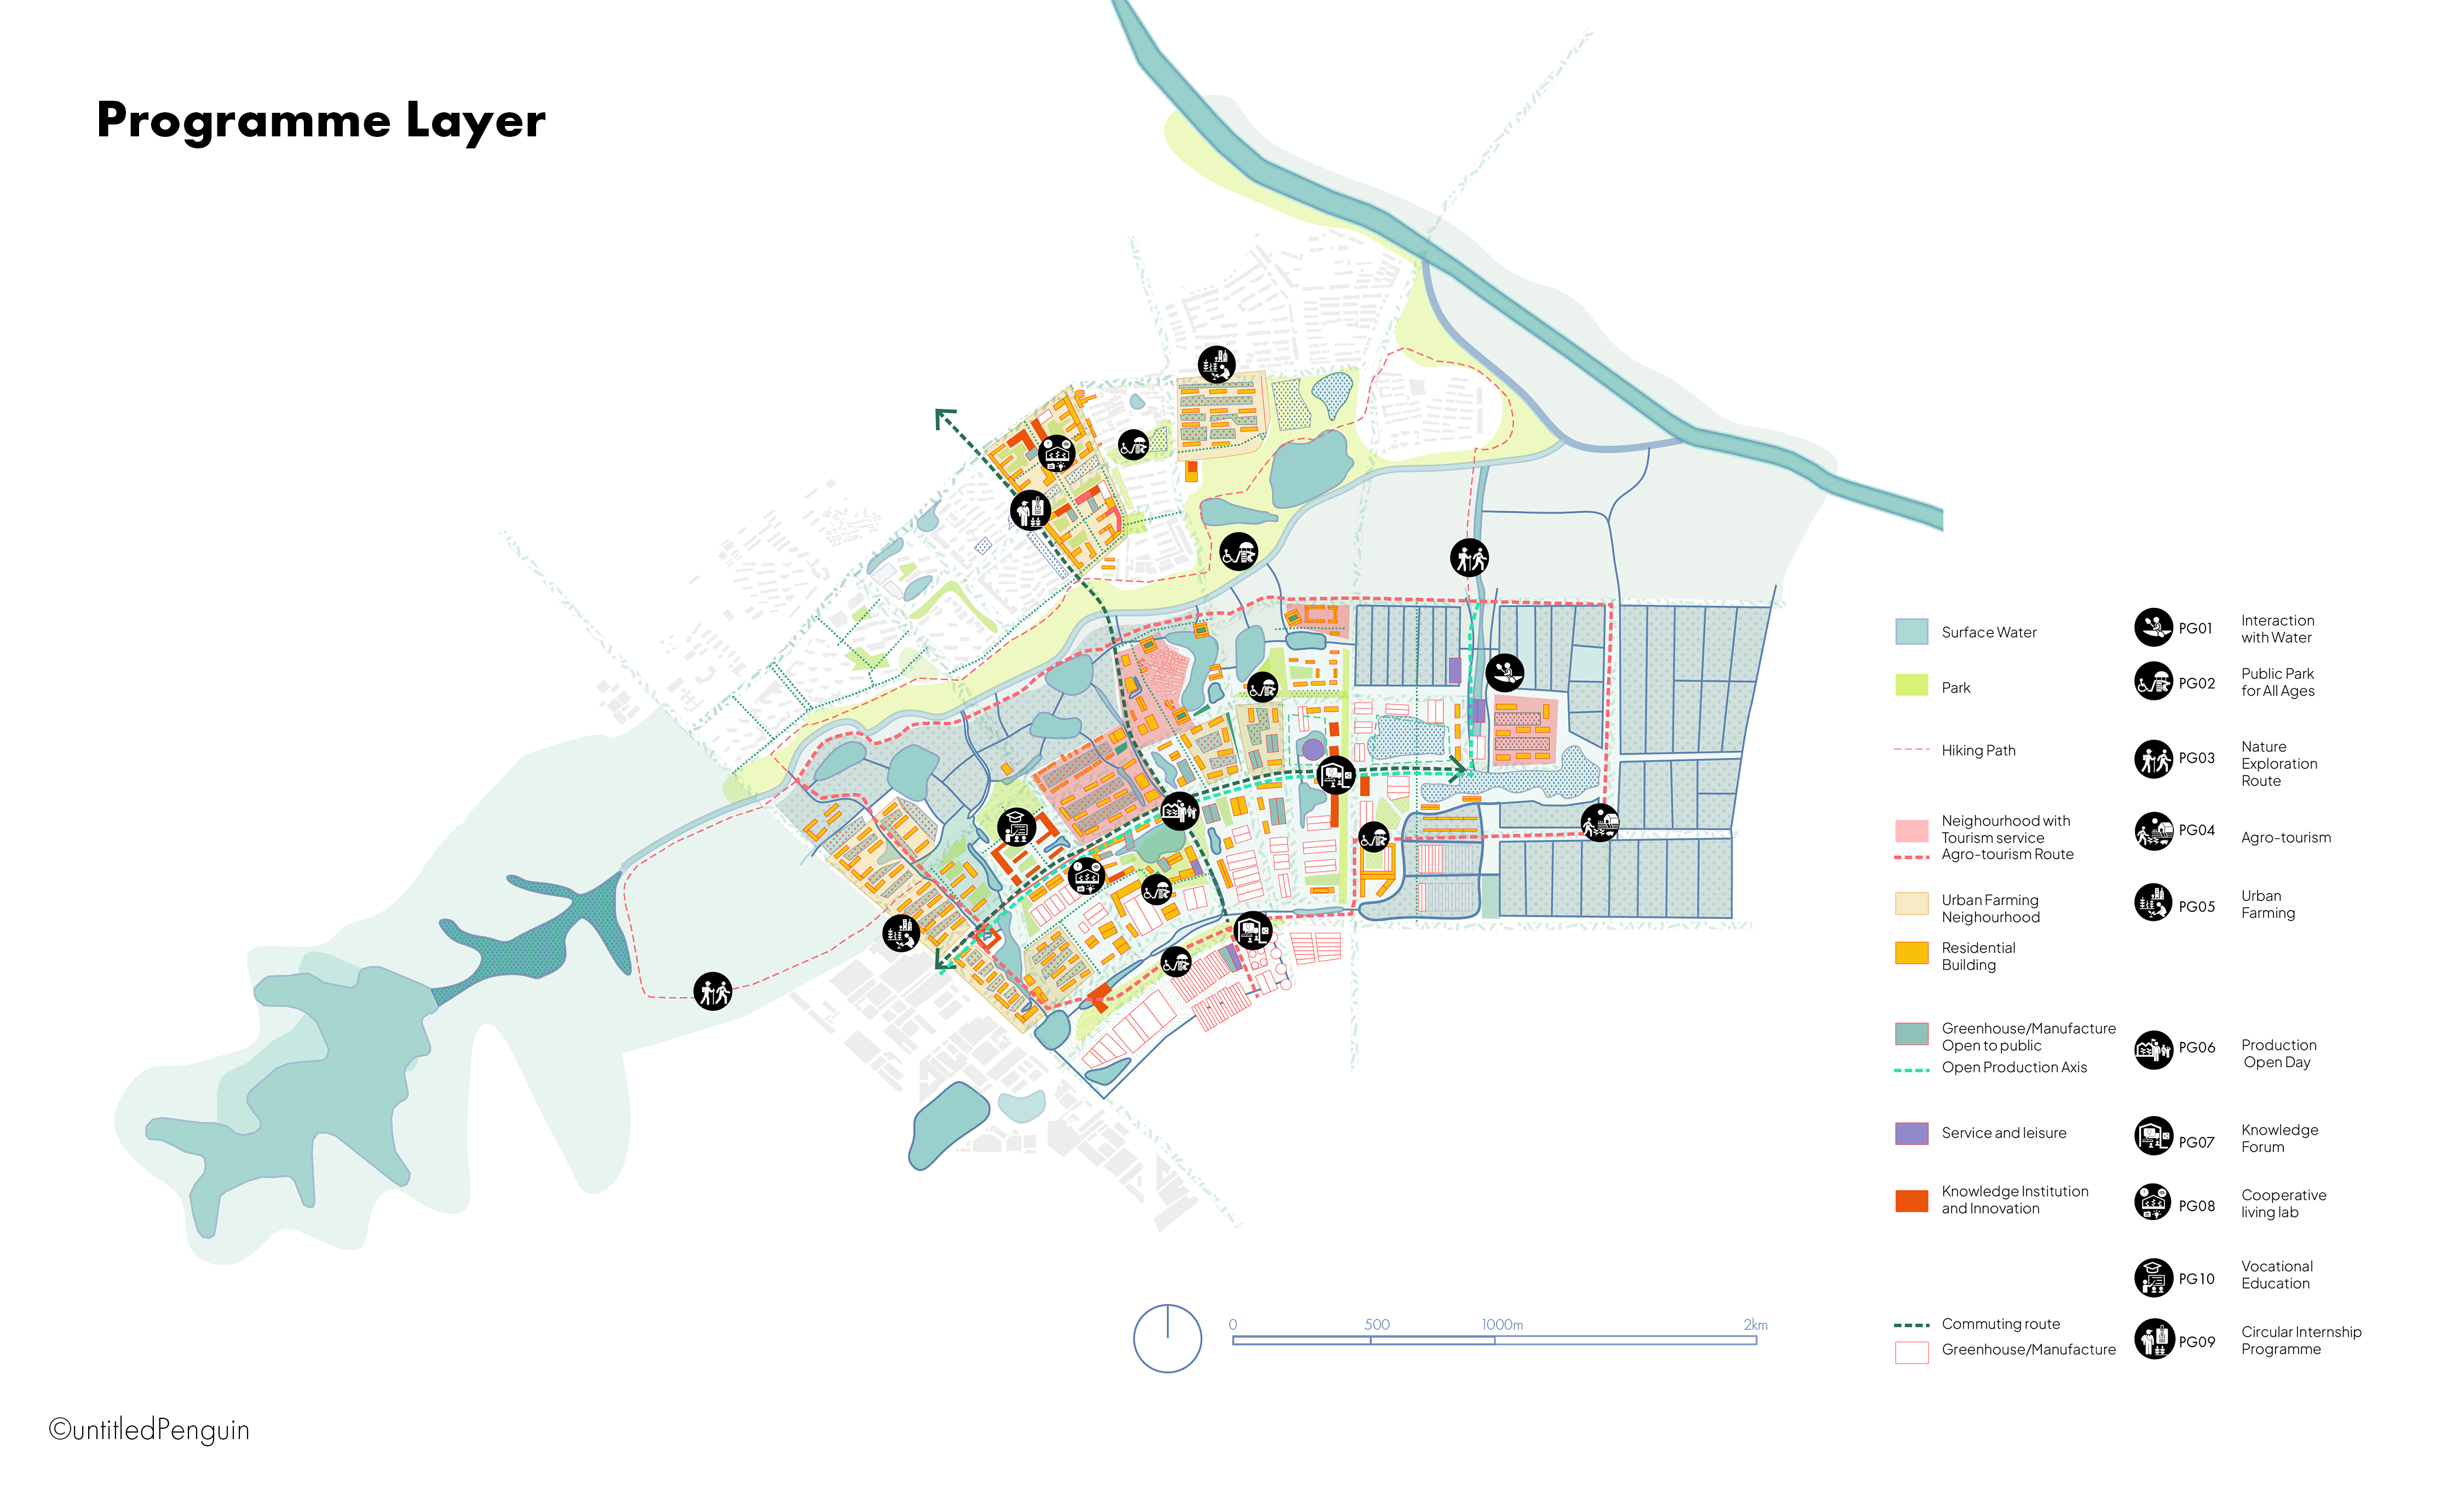 Programme Layer
Surface Water
Park
Hiking Path
Neighourhood with
Tourism service
Agro-tourism Route
Urban Farming
Neighourhood
Residential
Building
Greenhouse/Manufacture
Open to public
Open Production Axis
Service and leisure
Knowledge Institution
and Innovation
Commuting route
Greenhouse/Manufacture
PG01
Interaction
with Water
PG02
Public Park
for All Ages
PG03
Nature
Exploration
Route
PG04
Agro-tourism
PG05
Urban
Farming
PG06
Production
Open Day
PG07
Knowledge
Forum
PG08
Cooperative
living lab
PG10
Vocational
Education
PG09
Circular Internship
Programme
0 500 1000m 2km
©untitledPenguin